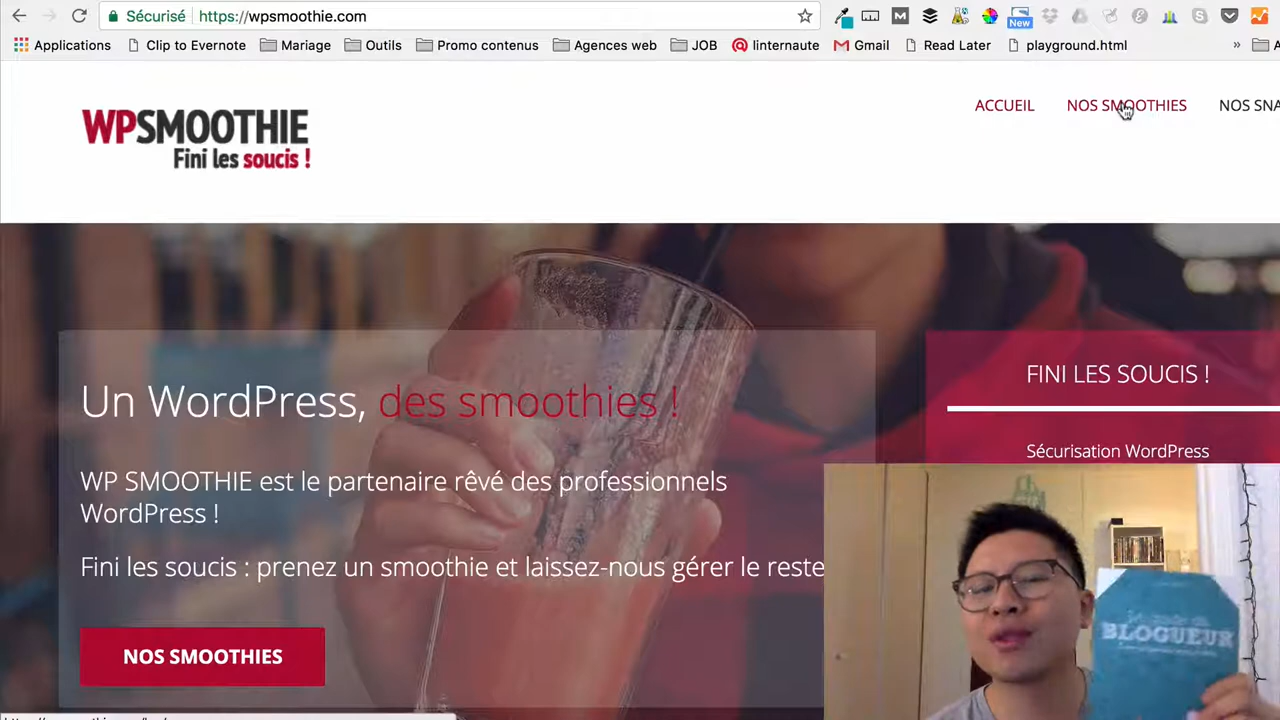 Sécurisé
https://wpsmoothie.com
New
Applications
Clip to Evernote
Mariage
Outils
Promo contenus
Agences web
JOB
linternaute
Gmail
Read Later
playground.html
»
WPSMOOTHIE
Fini les soucis !
ACCUEIL
NOS SMOOTHIES
NOS SNA
Un WordPress, des smoothies !
WP SMOOTHIE est le partenaire rêvé des professionnels
WordPress !
Fini les soucis : prenez un smoothie et laissez-nous gérer le reste
NOS SMOOTHIES
FINI LES SOUCIS !
Sécurisation WordPress
BLOGUEUR